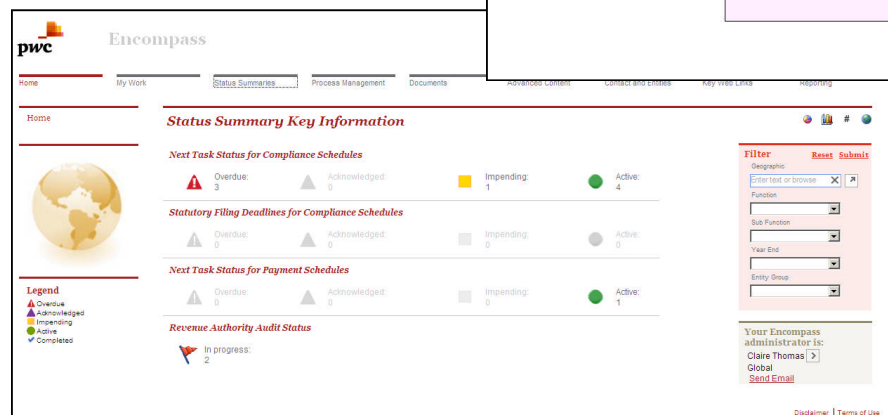 pwc
Encompass
Home My Work Status Summaries Process Management Documents Advanced Content Contact and Entities Key Web Links Reporting
Home
Status Summary Key Information
#
Next Task Status for Compliance Schedules
Overdue: Acknowledged: Impending: Active:
3 0 1 4
Statutory Filing Deadlines for Compliance Schedules
Overdue: Acknowledged: Impending: Active:
0 0 0 0
Next Task Status for Payment Schedules
Overdue: Acknowledged: Impending: Active:
0 0 0 1
Revenue Authority Audit Status
In progress:
2
Legend
Overdue
Acknowledged
Impending
Active
Completed
Filter Reset Submit
Geographic
Enter text or browse
Function
Sub Function
Year End
Entity Group
Your Encompass
administrator is:
Claire Thomas >
Global
Send Email
Disclaimer | Terms of Use